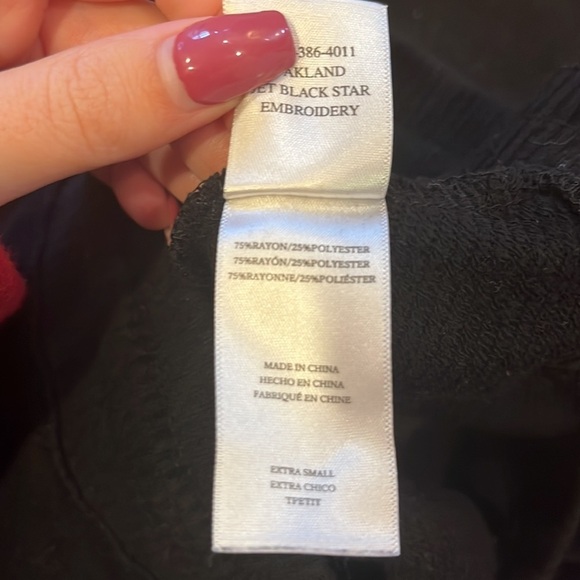 -386-4011
AKLAND
ET BLACK STAR
EMBROIDERY
75%RAYON/25%POLYESTER
75%RAYÓN/25%POLYESTER
75%RAYONNE/25%POLIÉSTER
MADE IN CHINA
HECHO EN CHINA
FABRIQUÉ EN CHINE
EXTRA SMALL
EXTRA CHICO
TPETIT